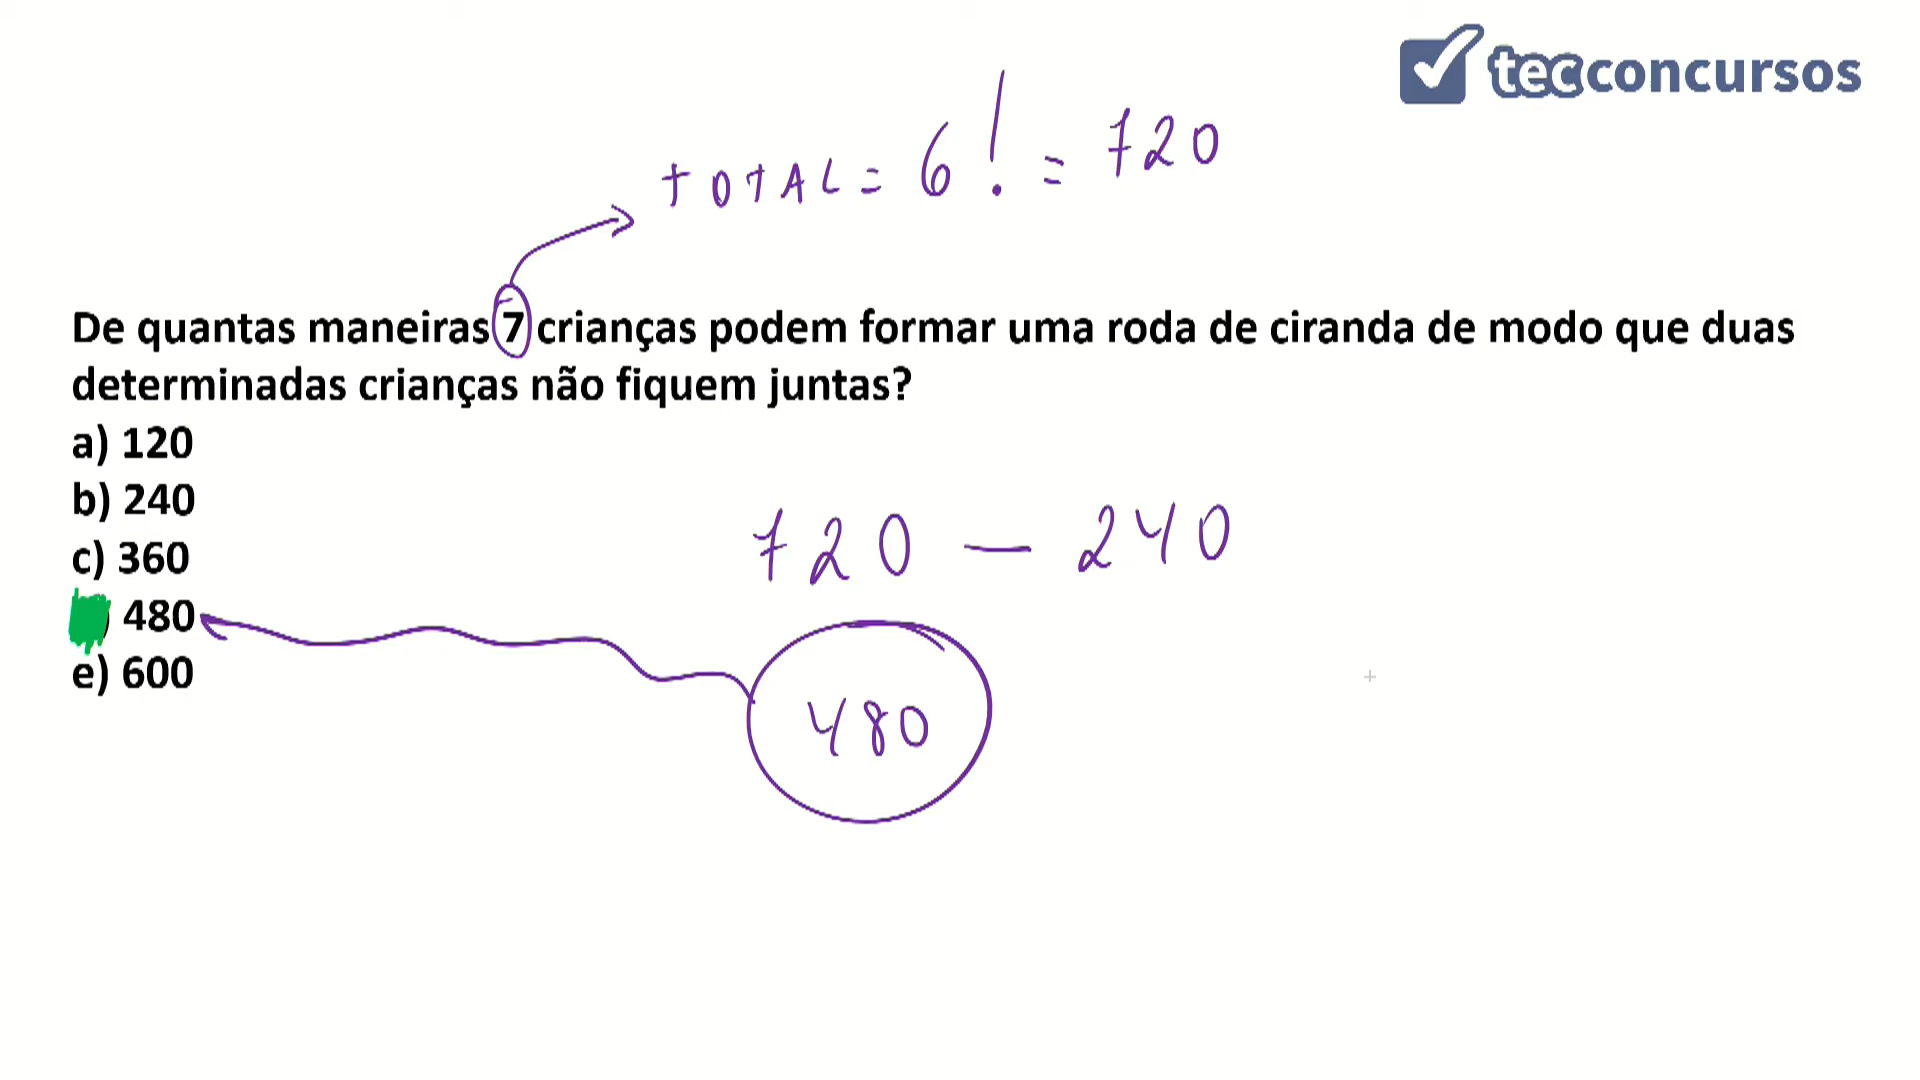 tecconcursos
TOTAL = 6! = 720
De quantas maneiras 7 crianças podem formar uma roda de ciranda de modo que duas
determinadas crianças não fiquem juntas?
a) 120
b) 240
c) 360
) 480
e) 600
720 — 240
480